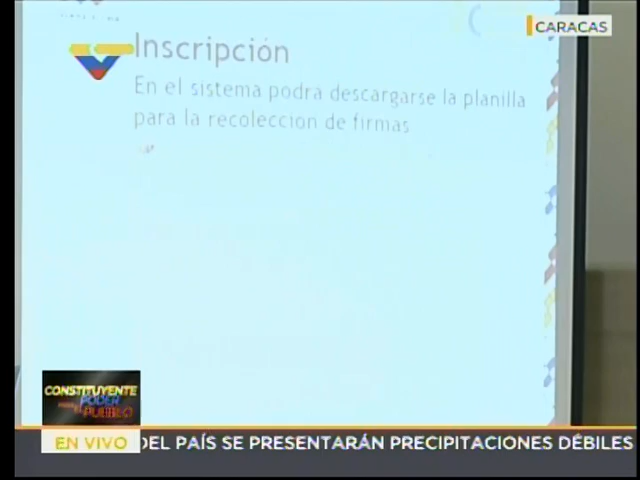 CARACAS
Inscripción
En el sistema podra descargarse la planilla
para la recoleccion de firmas
CONSTITUYENTE
PODER
PUEBLO
EN VIVO
DEL PAÍS SE PRESENTARÁN PRECIPITACIONES DÉBILES